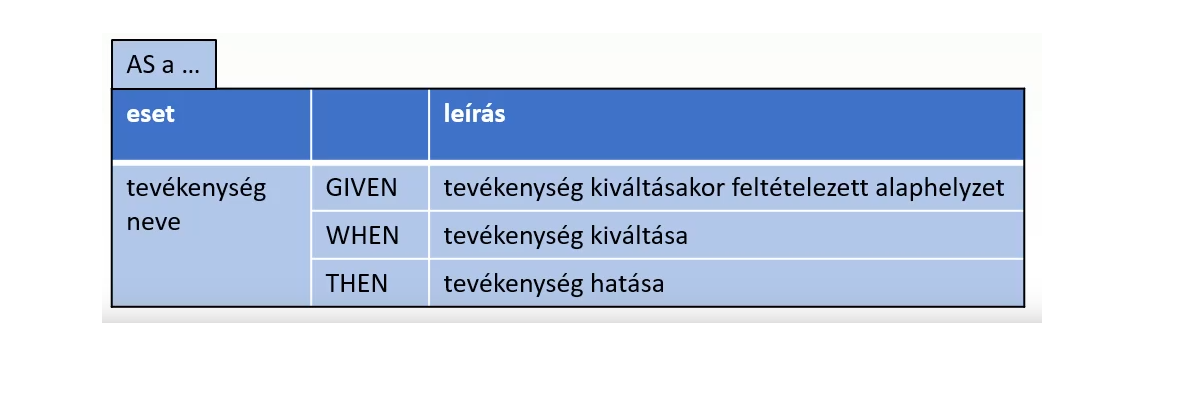 AS a ...
eset leírás
tevékenység
neve
GIVEN tevékenység kiváltásakor feltételezett alaphelyzet
WHEN tevékenység kiváltása
THEN tevékenység hatása